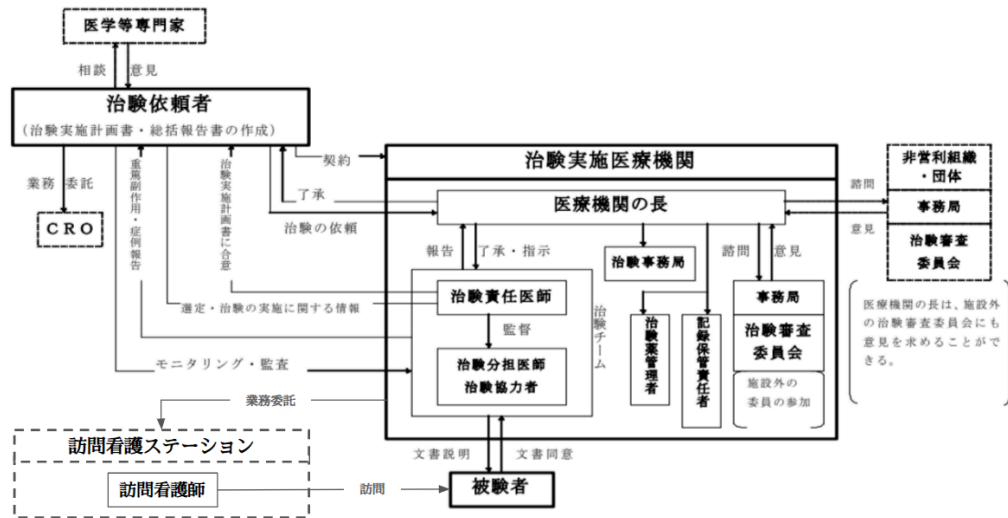 医学等専門家
相談
意見
治験依頼者
(治験実施計画書・総括報告書の作成)
業務
委託
CRO
重篤副作用・症例報告
治験実施計画書に合意
契約
了承
治験の依頼
選定・治験の実施に関する情報
モニタリング・監査
治験実施医療機関
医療機関の長
報告
了承・指示
治験事務局
諮問
意見
治験責任医師
監督
治験分担医師
治験協力者
治験チーム
治験薬管理者
記録保管責任者
事務局
治験審査
委員会
施設外の
委員の参加
諮問
意見
非営利組織
・団体
事務局
治験審査
委員会
医療機関の長は、施設外
の治験審査委員会にも
意見を求めることがで
きる。
業務委託
訪問看護ステーション
訪問看護師
訪問
文書説明
文書同意
被験者